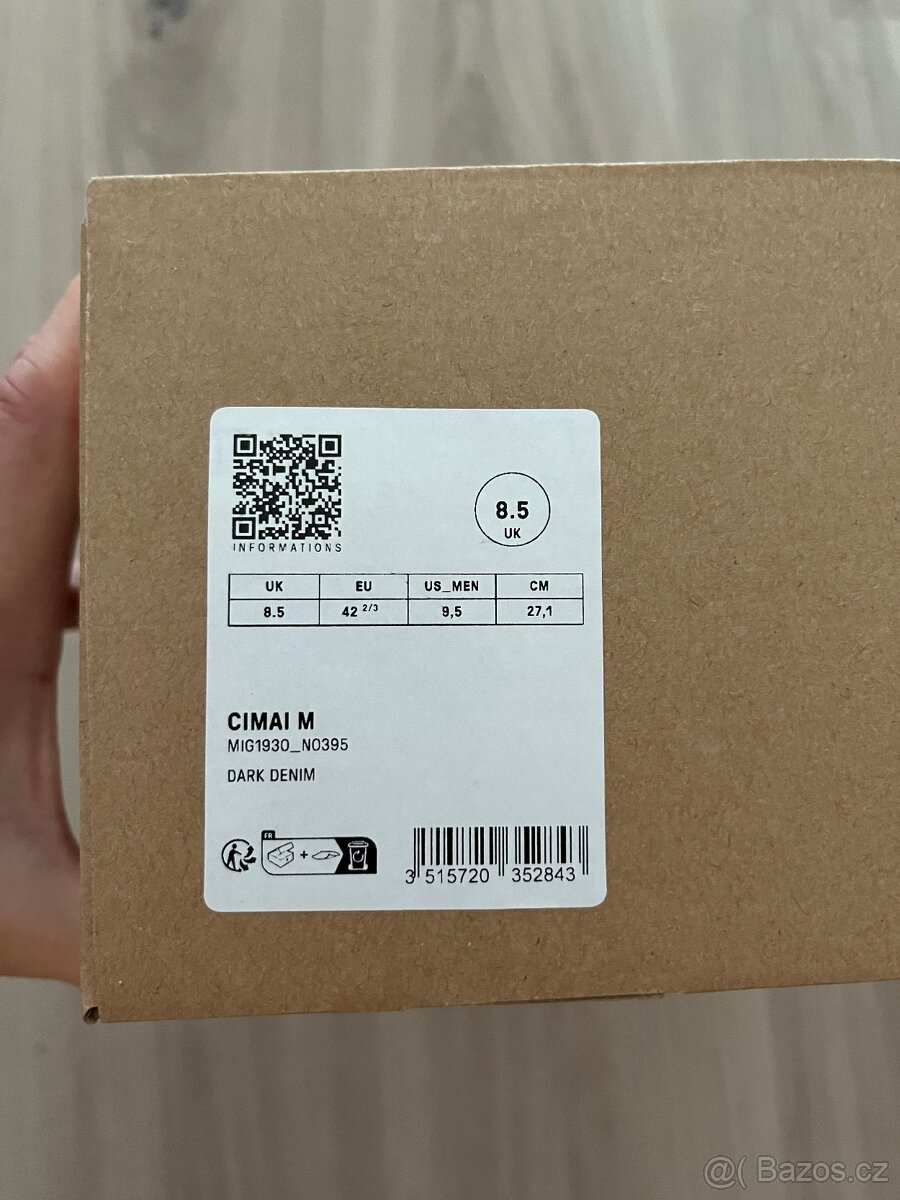 INFORMATIONS
8.5
UK
UK EU US_MEN CM
8.5 42 2/3 9,5 27,1
CIMAI M
MIG1930_N0395
DARK DENIM
FR
3 515720 352843
@( Bazos.cz